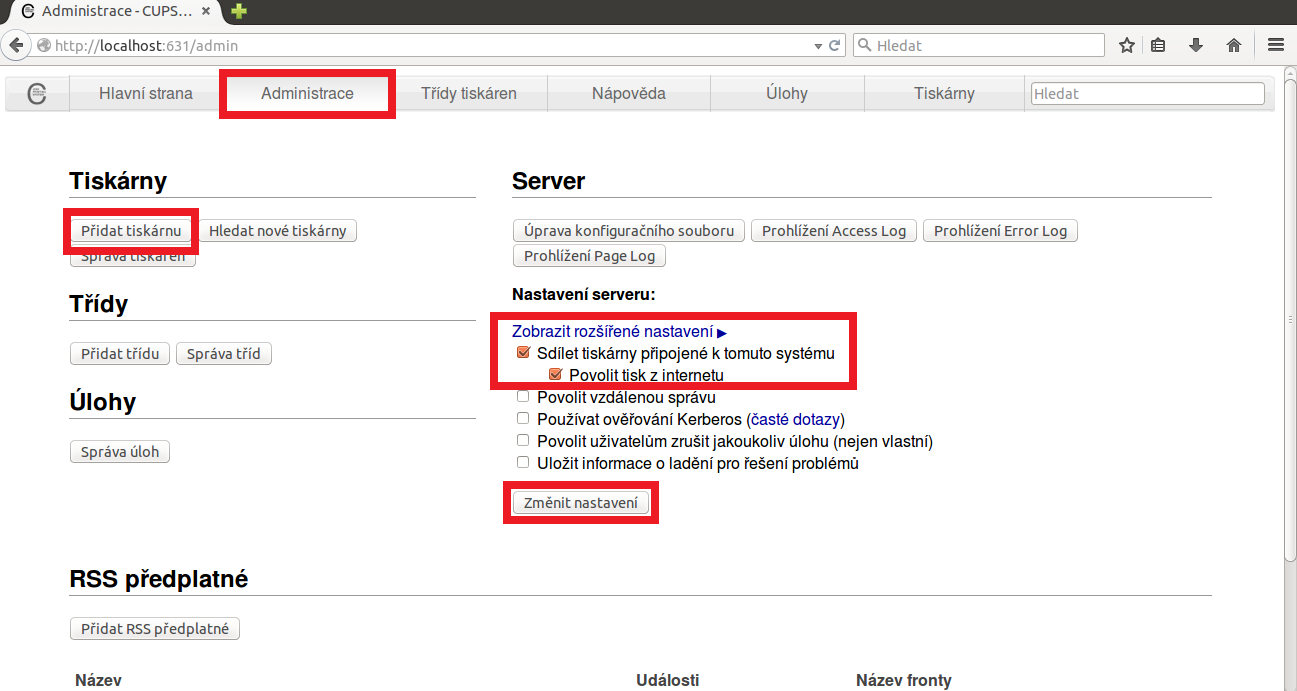 Administrace - CUPS...
http://localhost:631/admin
Hledat
Hlavní strana
Administrace
Třídy tiskáren
Nápověda
Úlohy
Tiskárny
Hledat
Tiskárny
Přidat tiskárnu
Hledat nové tiskárny
Správa tiskáren
Třídy
Přidat třídu
Správa tříd
Úlohy
Správa úloh
Server
Úprava konfiguračního souboru
Prohlížení Access Log
Prohlížení Error Log
Prohlížení Page Log
Nastavení serveru:
Zobrazit rozšířené nastavení ▶
Sdílet tiskárny připojené k tomuto systému
Povolit tisk z internetu
Povolit vzdálenou správu
Používat ověřování Kerberos (časté dotazy)
Povolit uživatelům zrušit jakoukoliv úlohu (nejen vlastní)
Uložit informace o ladění pro řešení problémů
Změnit nastavení
RSS předplatné
Přidat RSS předplatné
Název
Události
Název fronty